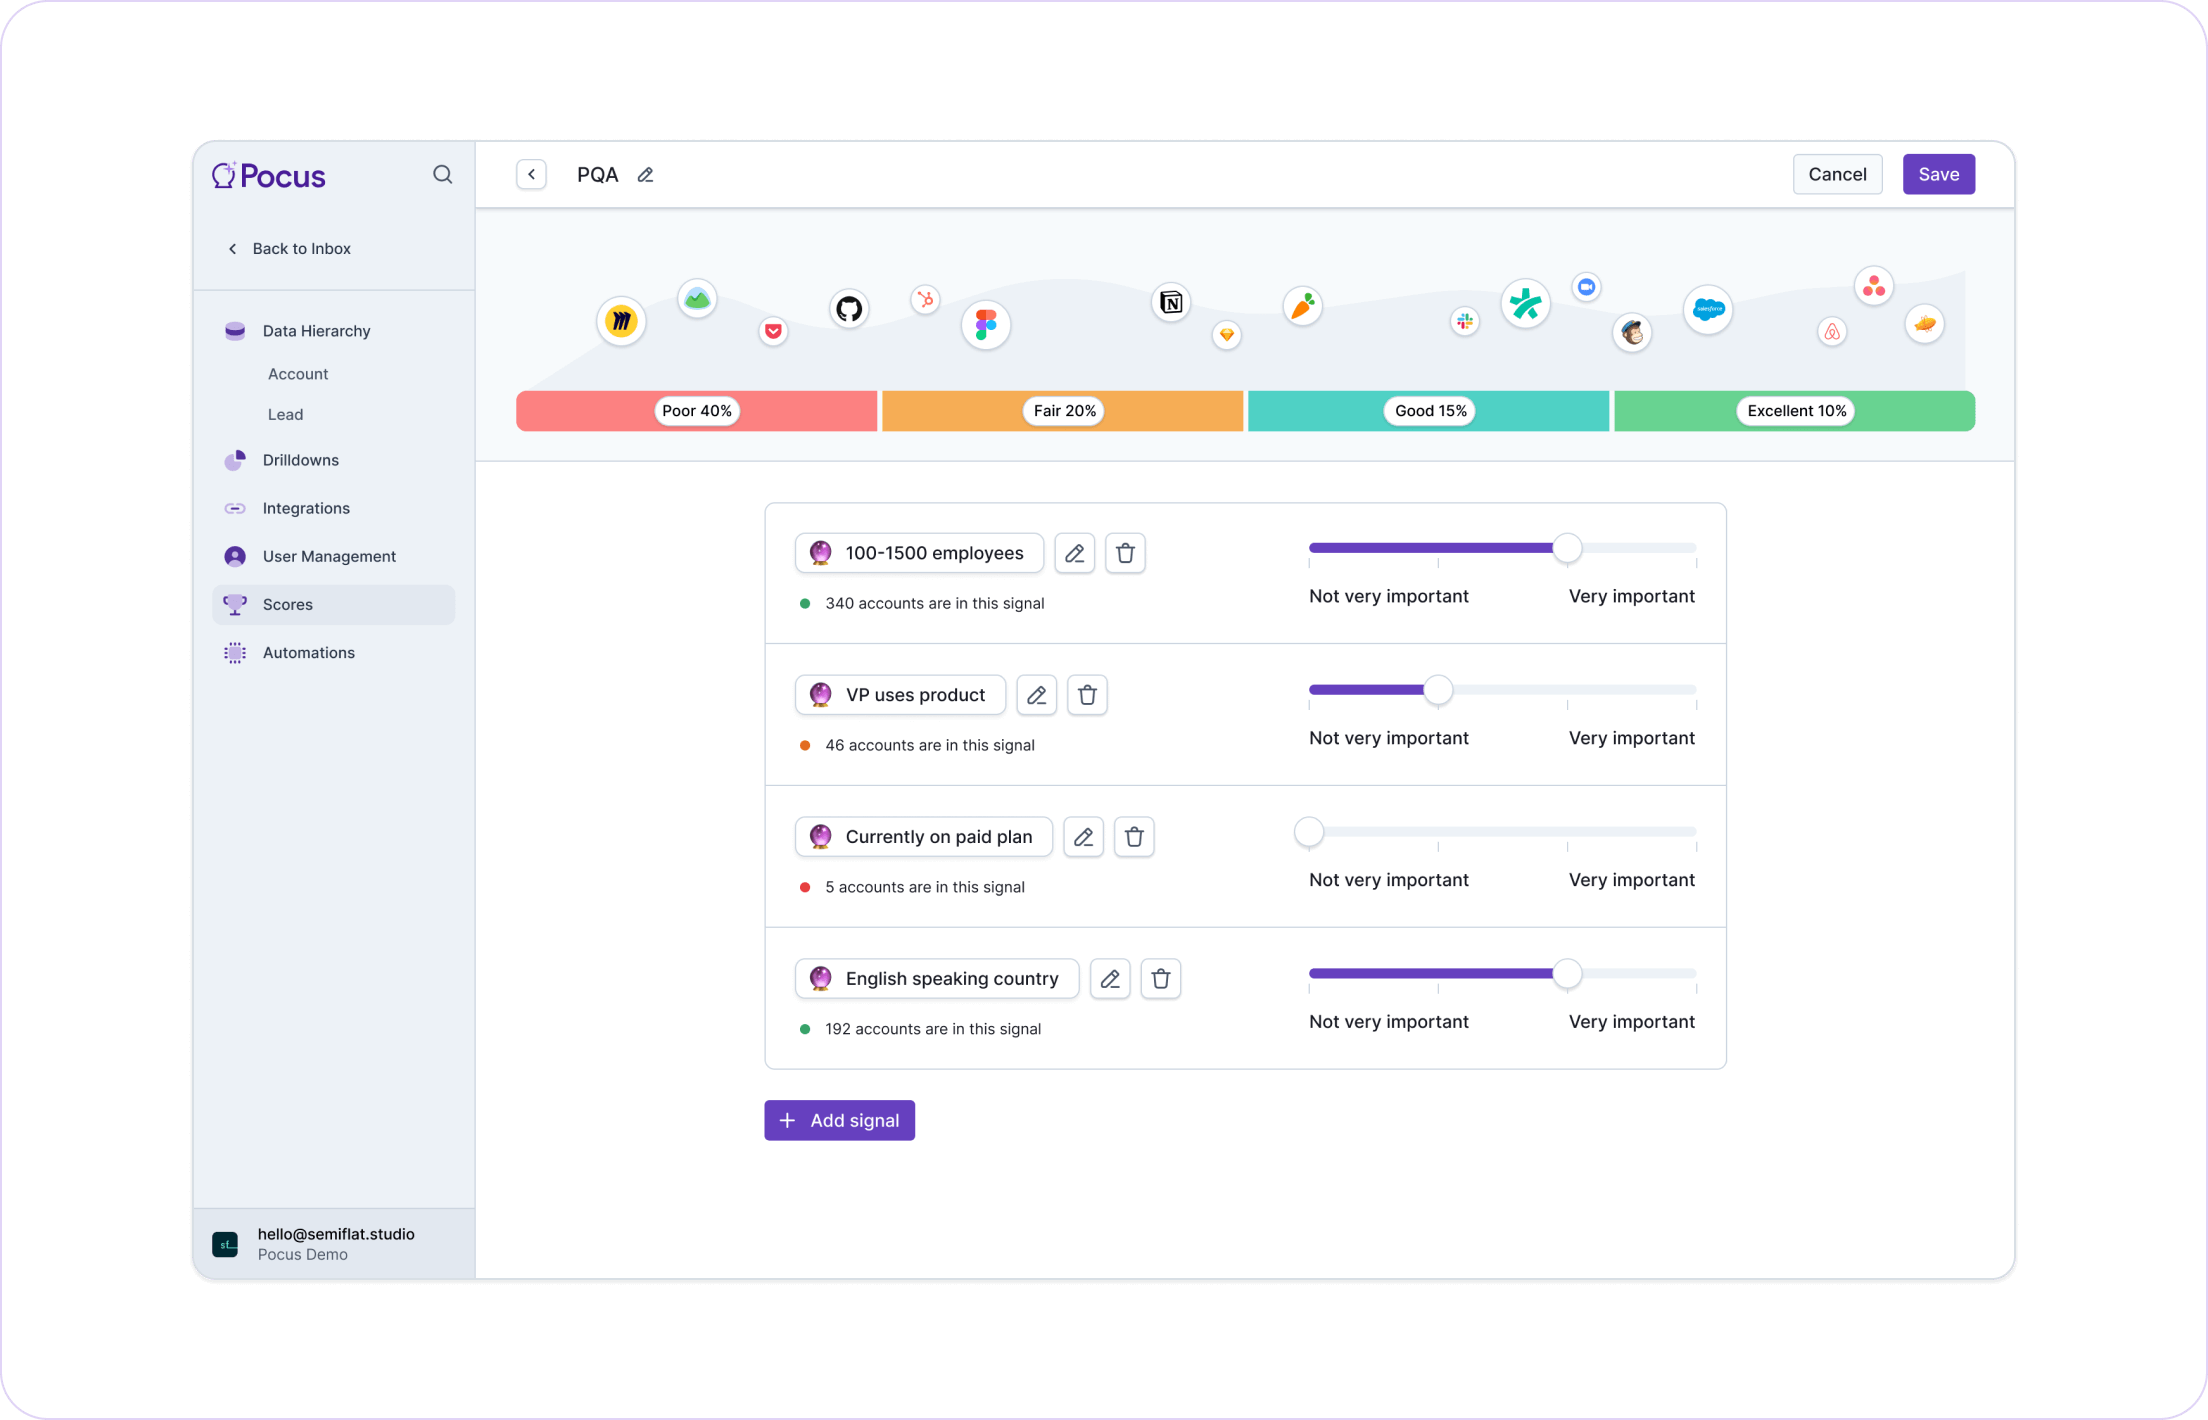 Pocus
PQA
Cancel
Save
Back to Inbox
Data Hierarchy
Account
Lead
Drilldowns
Integrations
User Management
Scores
Automations
hello@semiflat.studio
Pocus Demo
sf_
salesforce
Poor 40%
Fair 20%
Good 15%
Excellent 10%
100-1500 employees
340 accounts are in this signal
Not very important
Very important
VP uses product
46 accounts are in this signal
Not very important
Very important
Currently on paid plan
5 accounts are in this signal
Not very important
Very important
English speaking country
192 accounts are in this signal
Not very important
Very important
Add signal